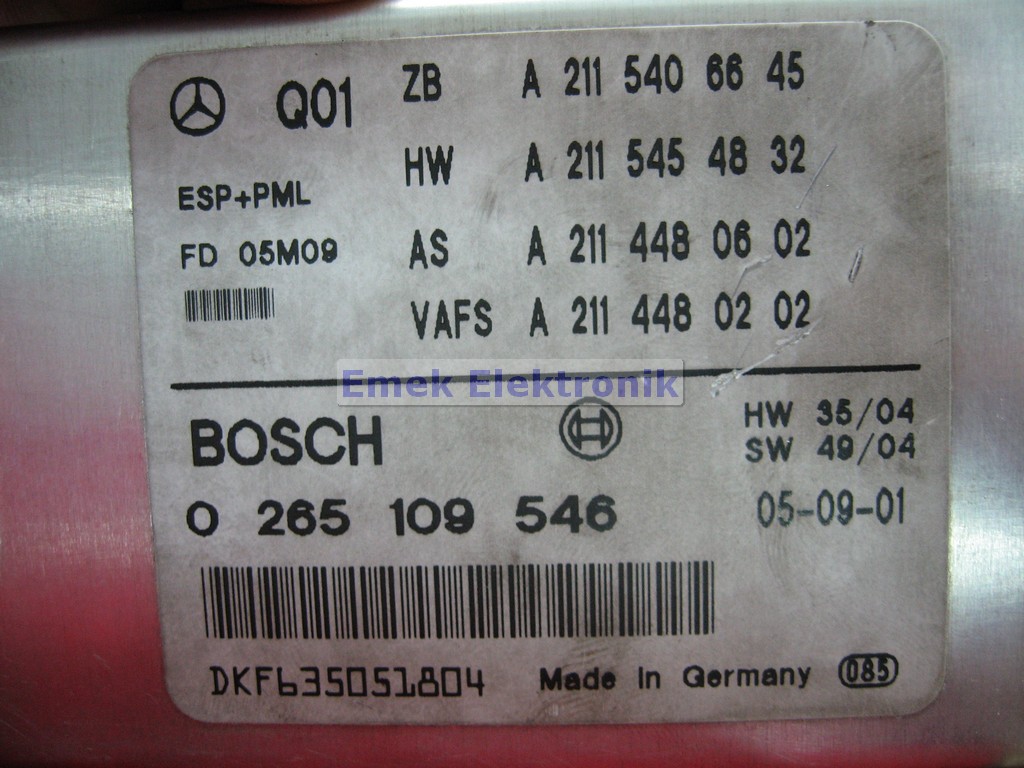 Q01 ZB A 211 540 66 45
HW A 211 545 48 32
ESP+PML
FD 05M09 AS A 211 448 06 02
VAFS A 211 448 02 02
Emek Elektronik
BOSCH HW 35/04
SW 49/04
0 265 109 546 05-09-01
DKF635051804 Made in Germany 085